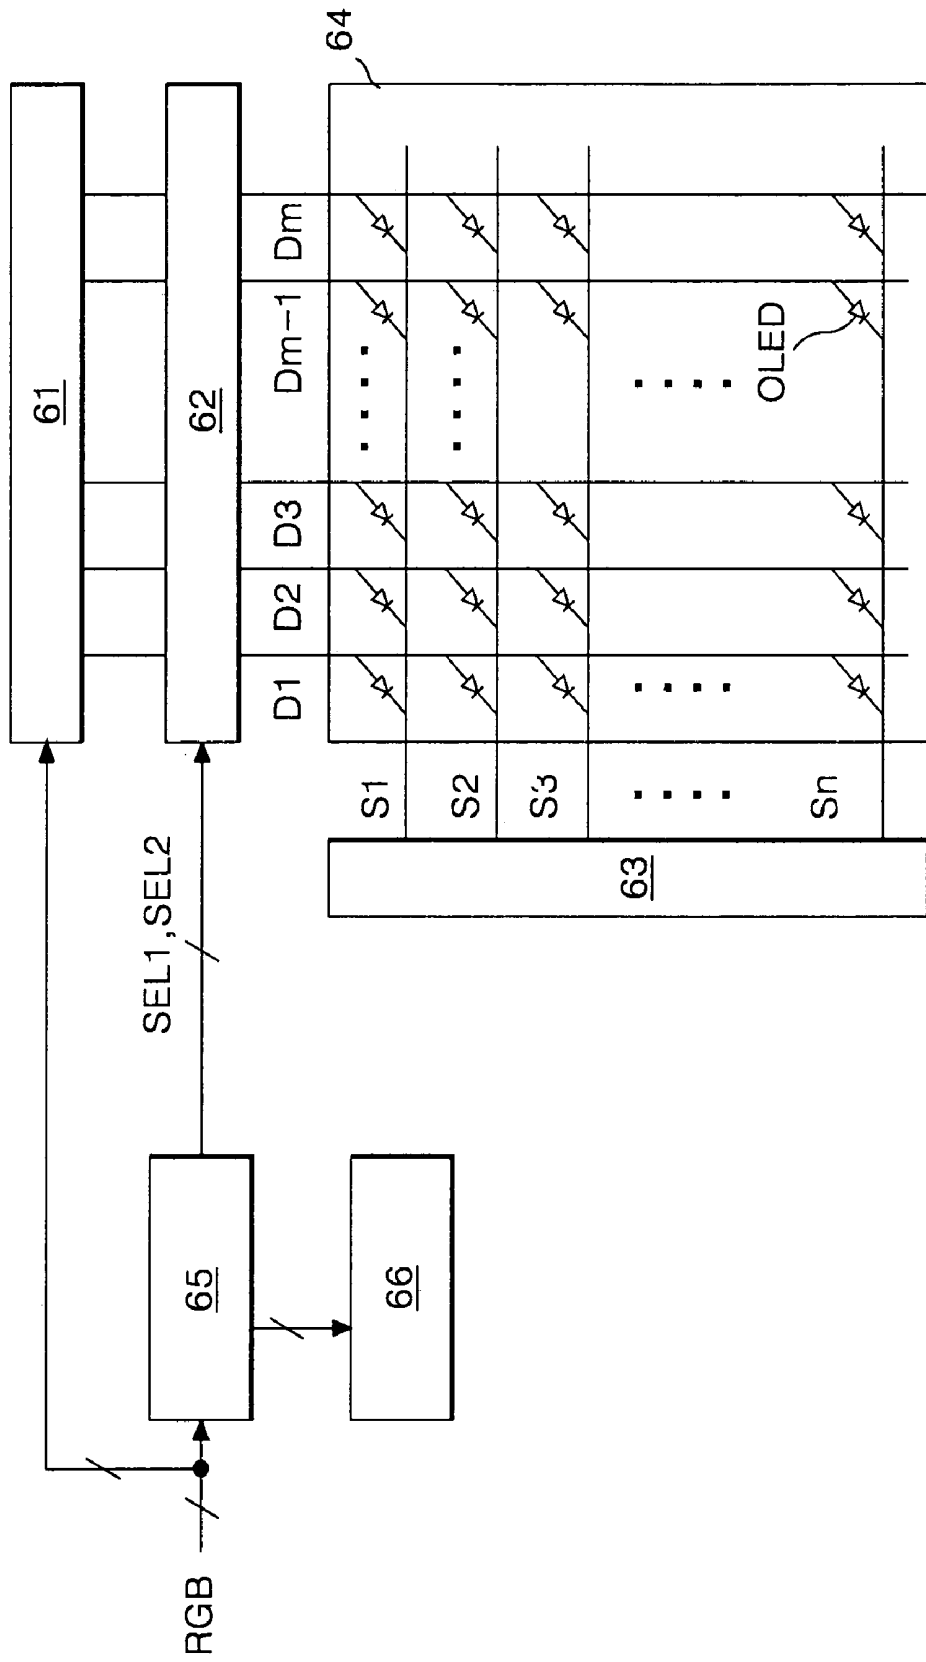 61
SEL1,SEL2
RGB
65
62
D1 D2 D3 Dm-1 Dm
64
S1
66
S2
S3
63
OLED
Sn